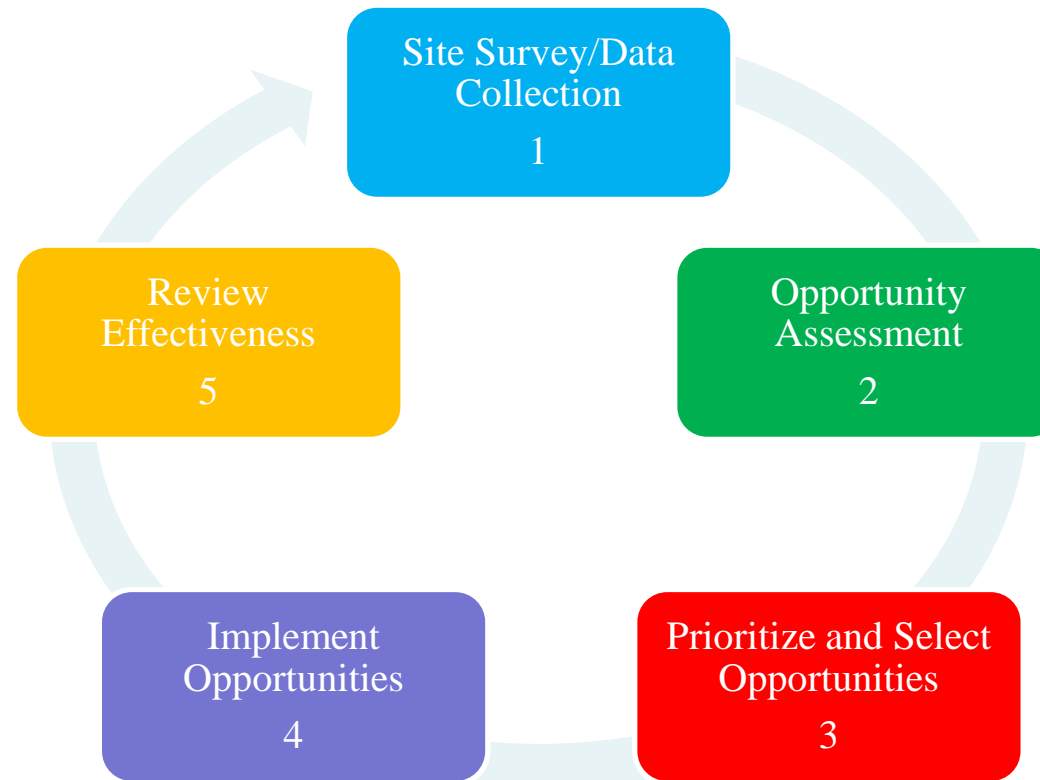 Site Survey/Data
Collection
1
Opportunity
Assessment
2
Prioritize and Select
Opportunities
3
Implement
Opportunities
4
Review
Effectiveness
5